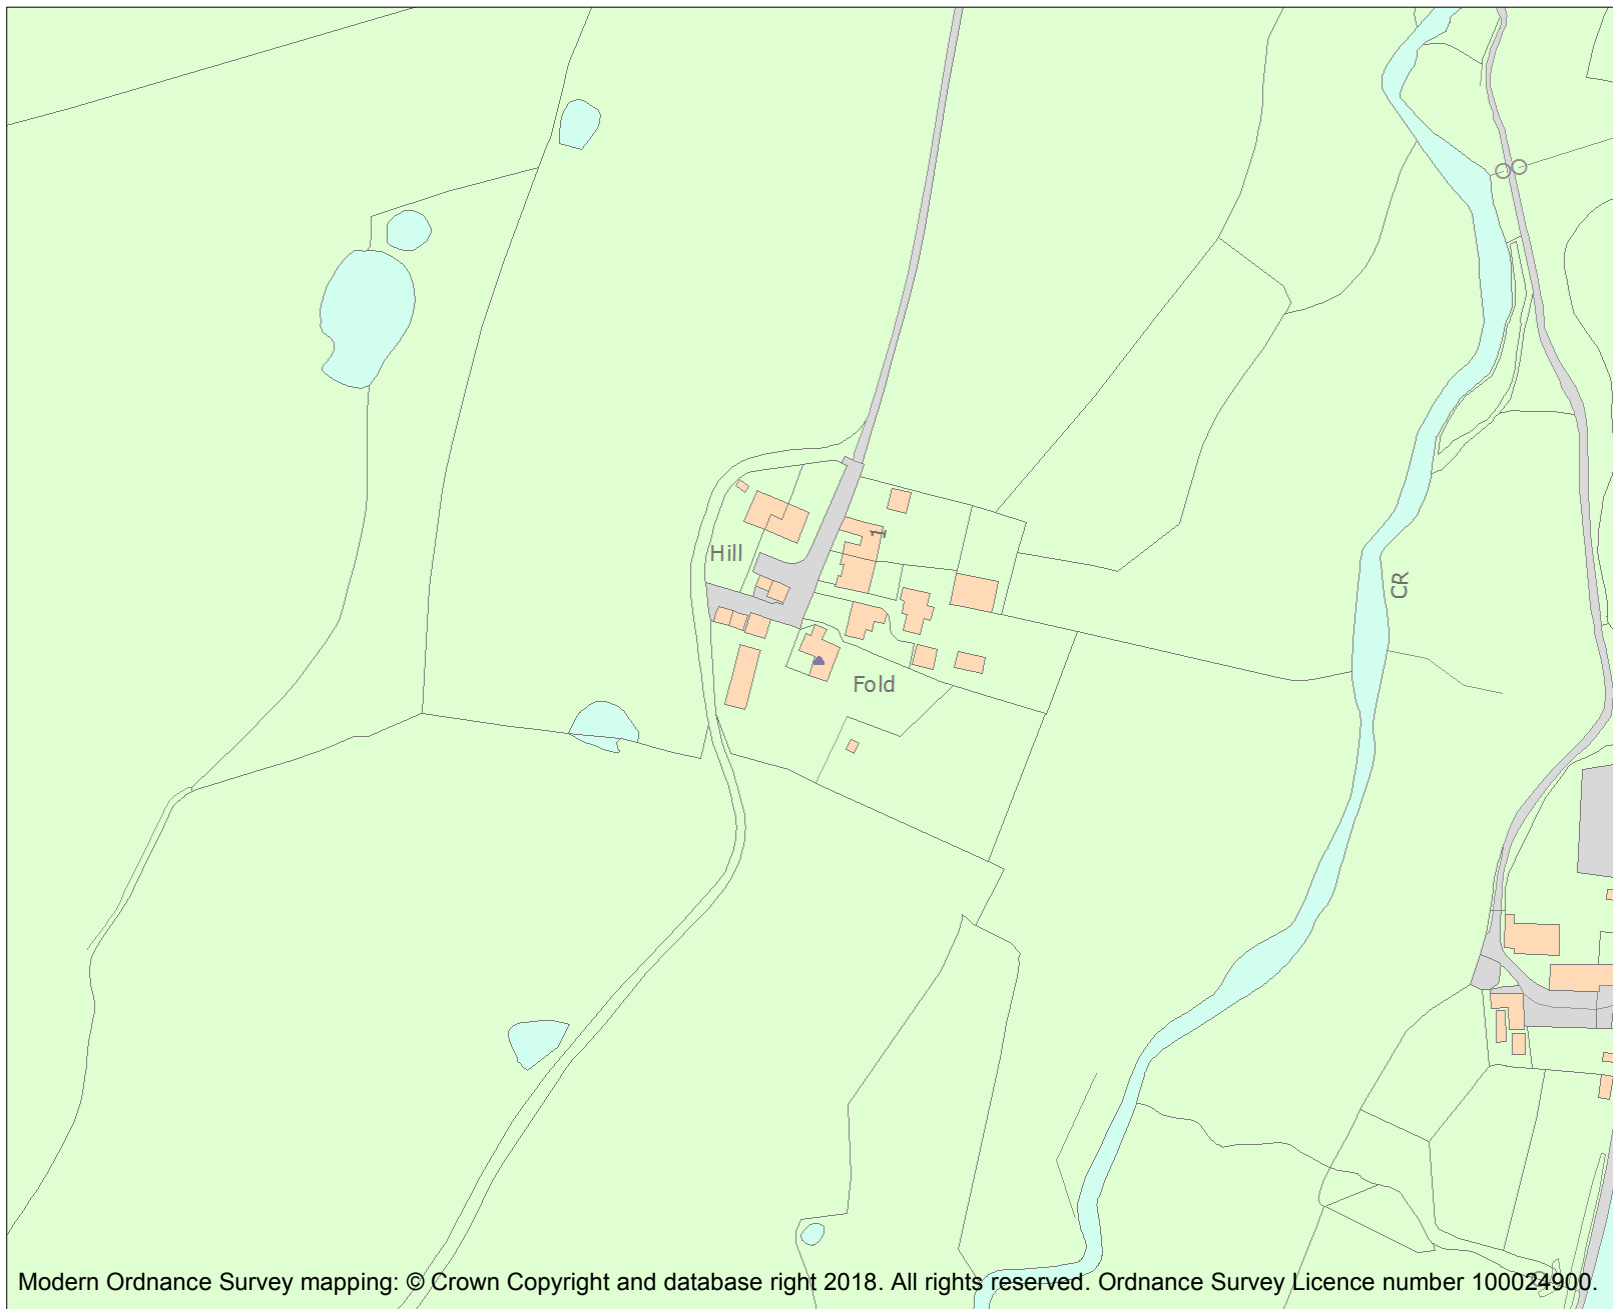 1
Hill
CR
Fold
Modern Ordnance Survey mapping: © Crown Copyright and database right 2018. All rights reserved. Ordnance Survey Licence number 100024900.